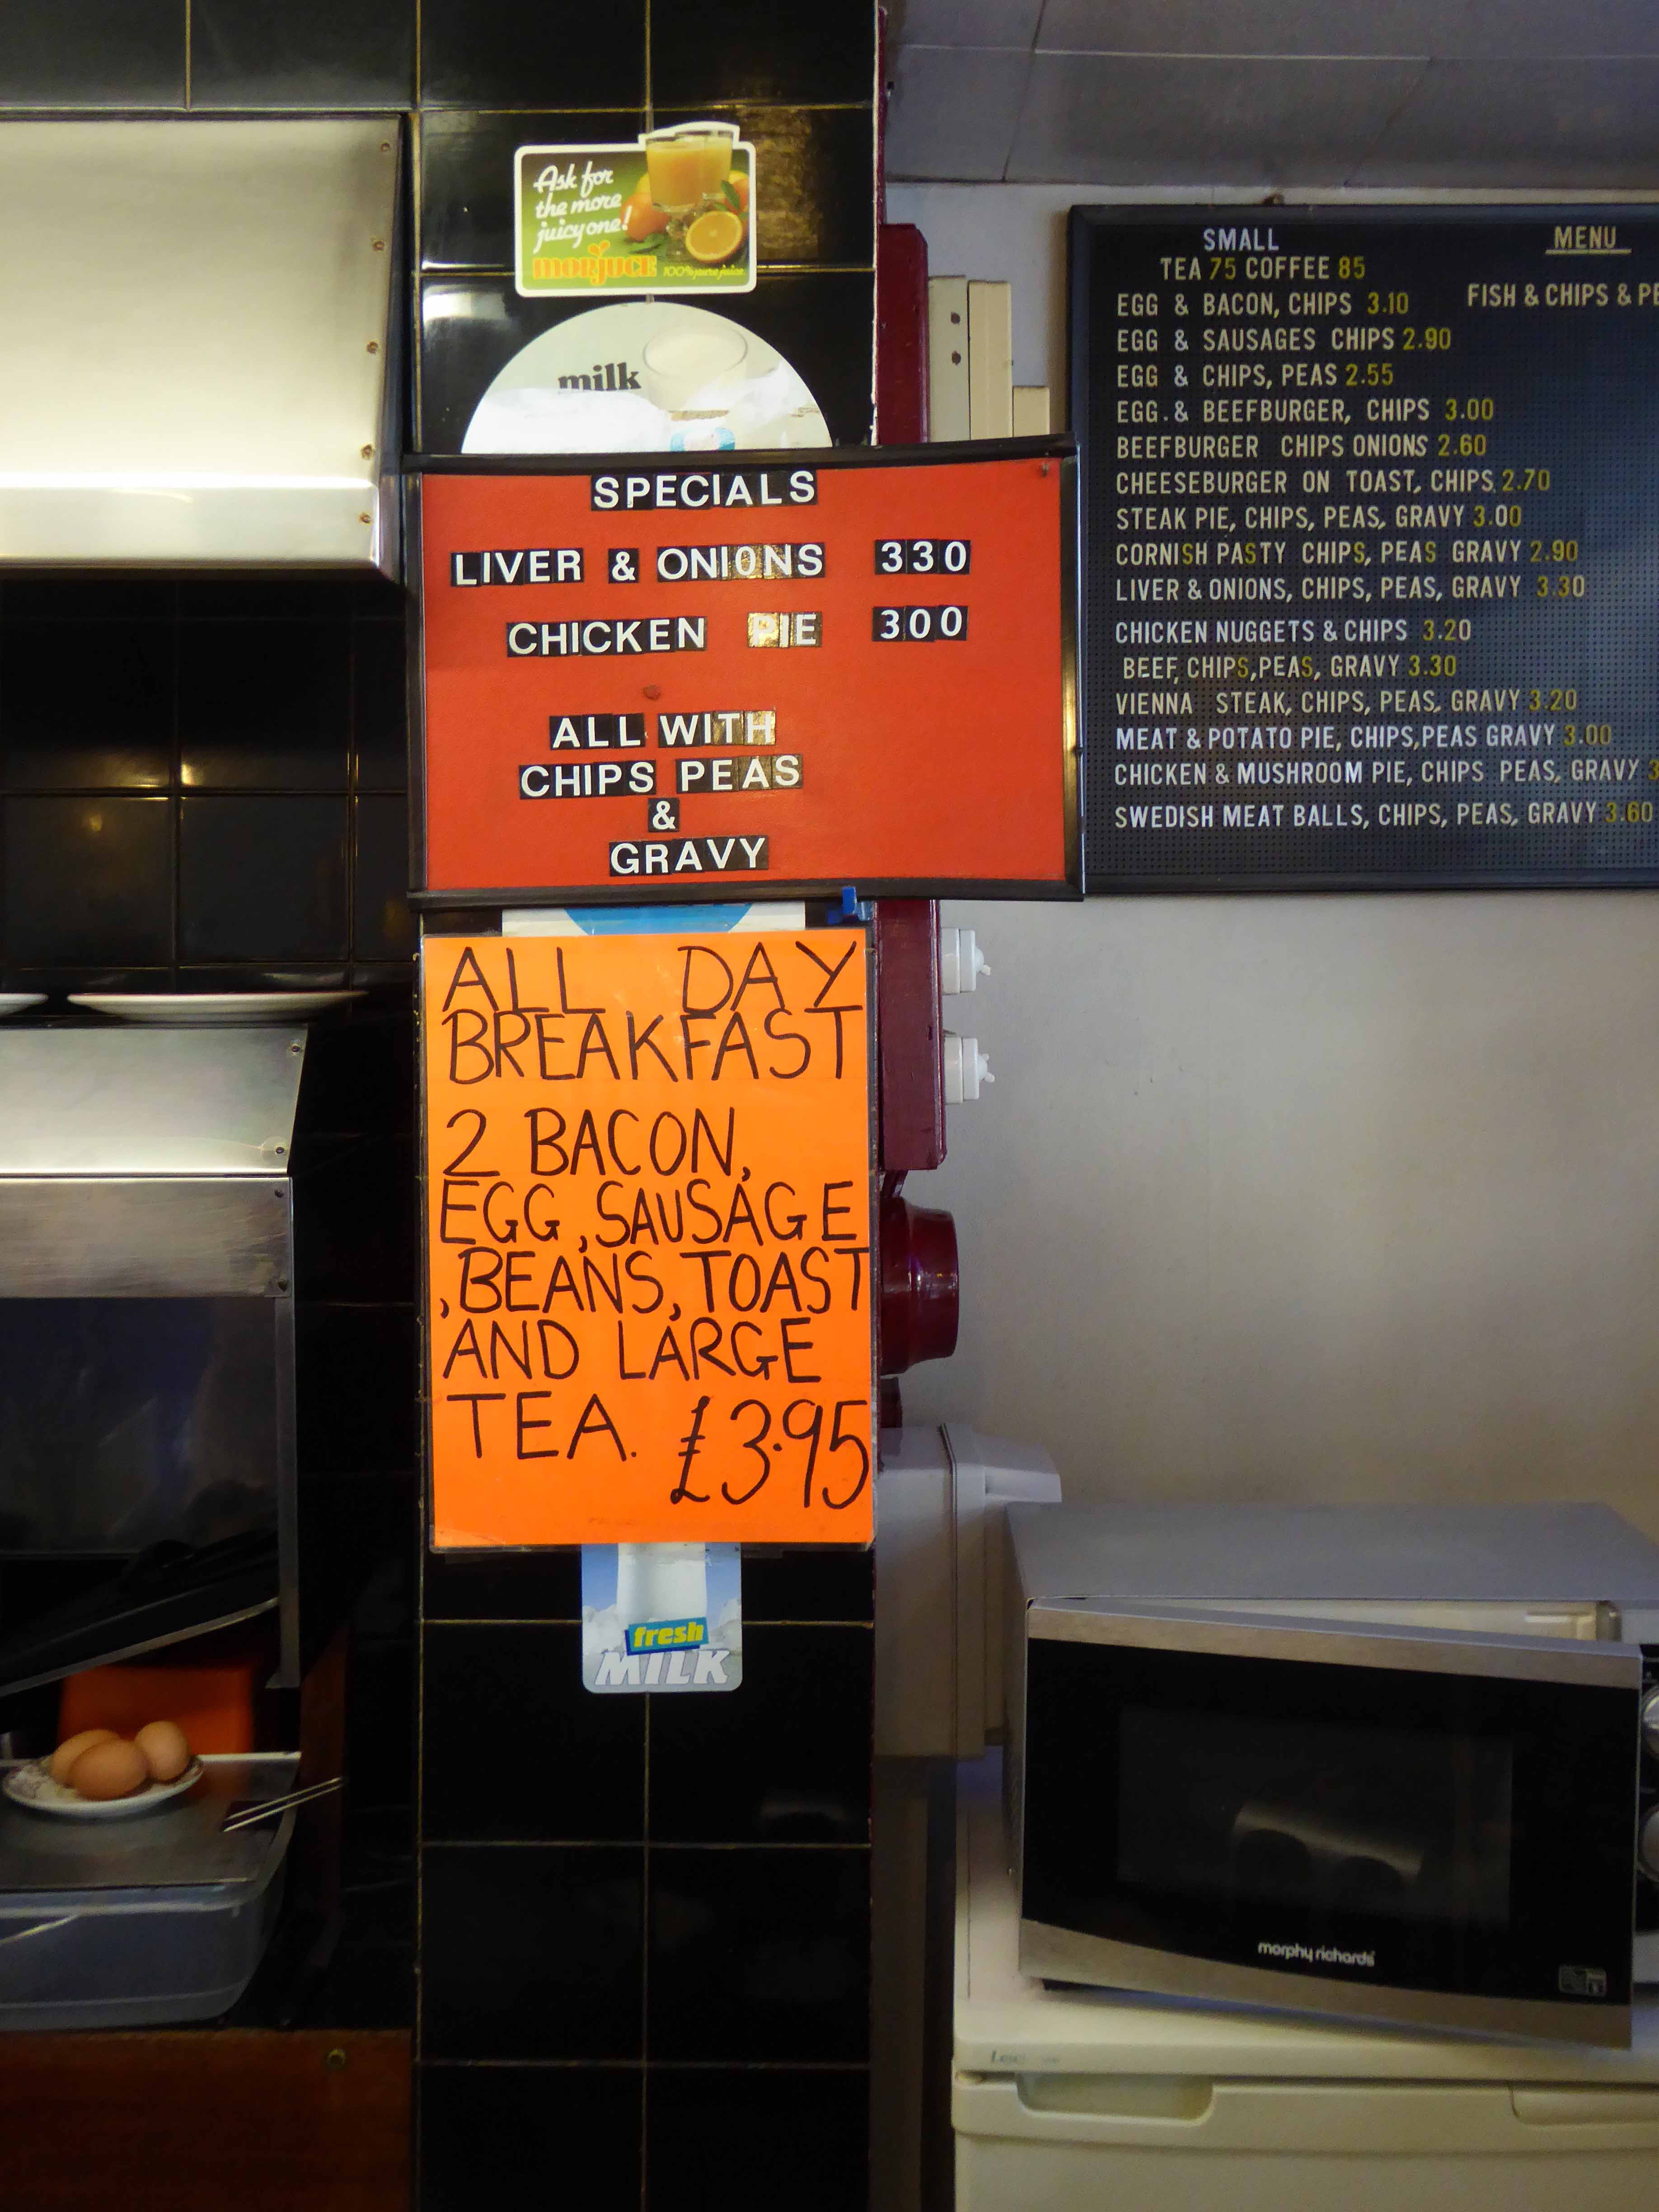 Ask for
the more
juicy one!
morjuce
100% pure juice.
milk
SPECIALS
LIVER & ONIONS 330
CHICKEN PIE 300
ALL WITH
CHIPS PEAS
&
GRAVY
ALL DAY
BREAKFAST
2 BACON,
EGG, SAUSAGE
,BEANS, TOAST
AND LARGE
TEA. £3.95
fresh
MILK
SMALL
TEA 75 COFFEE 85
EGG & BACON, CHIPS 3.10
EGG & SAUSAGES CHIPS 2.90
EGG & CHIPS, PEAS 2.55
EGG.& BEEFBURGER, CHIPS 3.00
BEEFBURGER CHIPS ONIONS 2.60
CHEESEBURGER ON TOAST, CHIPS 2.70
STEAK PIE, CHIPS, PEAS, GRAVY 3.00
CORNISH PASTY CHIPS, PEAS GRAVY 2.90
LIVER & ONIONS, CHIPS, PEAS, GRAVY 3.30
CHICKEN NUGGETS & CHIPS 3.20
BEEF, CHIPS,PEAS, GRAVY 3.30
VIENNA STEAK, CHIPS, PEAS, GRAVY 3.20
MEAT & POTATO PIE, CHIPS,PEAS GRAVY 3.00
CHICKEN & MUSHROOM PIE, CHIPS PEAS, GRAVY
SWEDISH MEAT BALLS, CHIPS, PEAS, GRAVY 3.60
MENU
FISH & CHIPS &
morphy richards
Lec